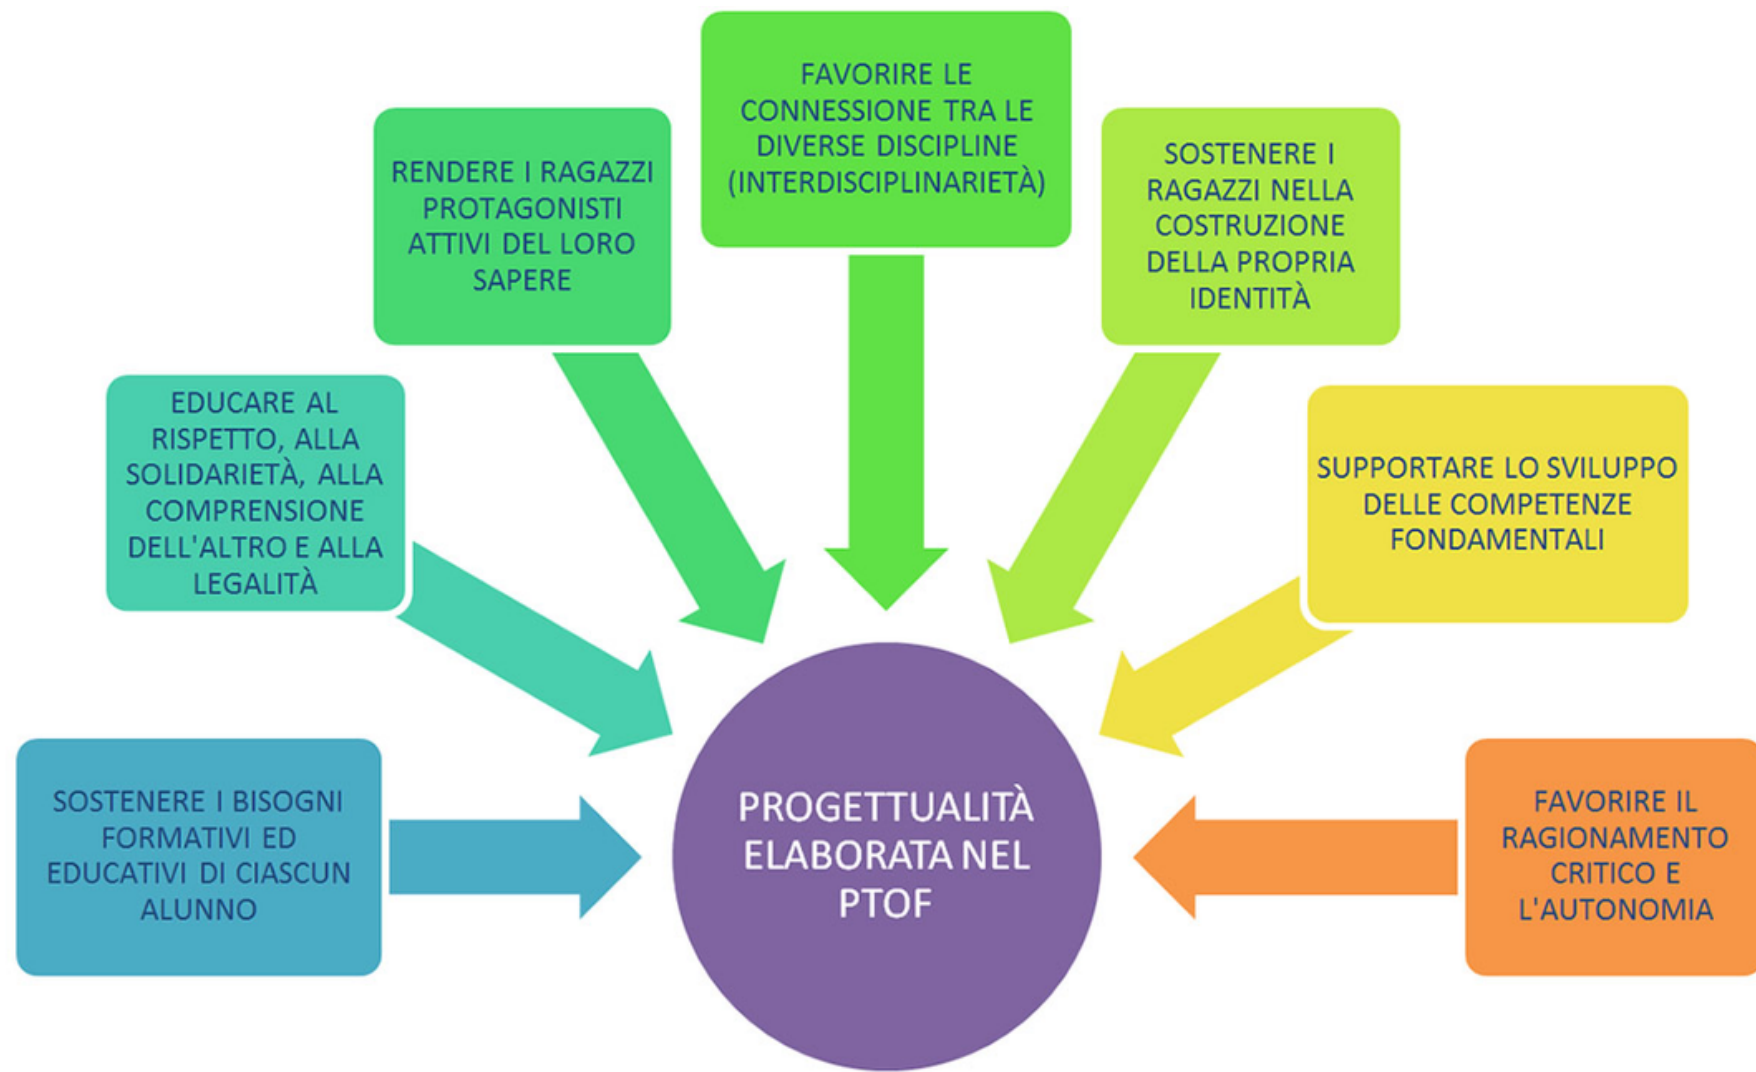 SOSTENERE I BISOGNI
FORMATIVI ED
EDUCATIVI DI CIASCUN
ALUNNO
EDUCARE AL
RISPETTO, ALLA
SOLIDARIETÀ, ALLA
COMPRENSIONE
DELL'ALTRO E ALLA
LEGALITÀ
RENDERE I RAGAZZI
PROTAGONISTI
ATTIVI DEL LORO
SAPERE
FAVORIRE LE
CONNESSIONE TRA LE
DIVERSE DISCIPLINE
(INTERDISCIPLINARIETÀ)
SOSTENERE I
RAGAZZI NELLA
COSTRUZIONE
DELLA PROPRIA
IDENTITÀ
SUPPORTARE LO SVILUPPO
DELLE COMPETENZE
FONDAMENTALI
FAVORIRE IL
RAGIONAMENTO
CRITICO E
L'AUTONOMIA
PROGETTUALITÀ
ELABORATA NEL
PTOF